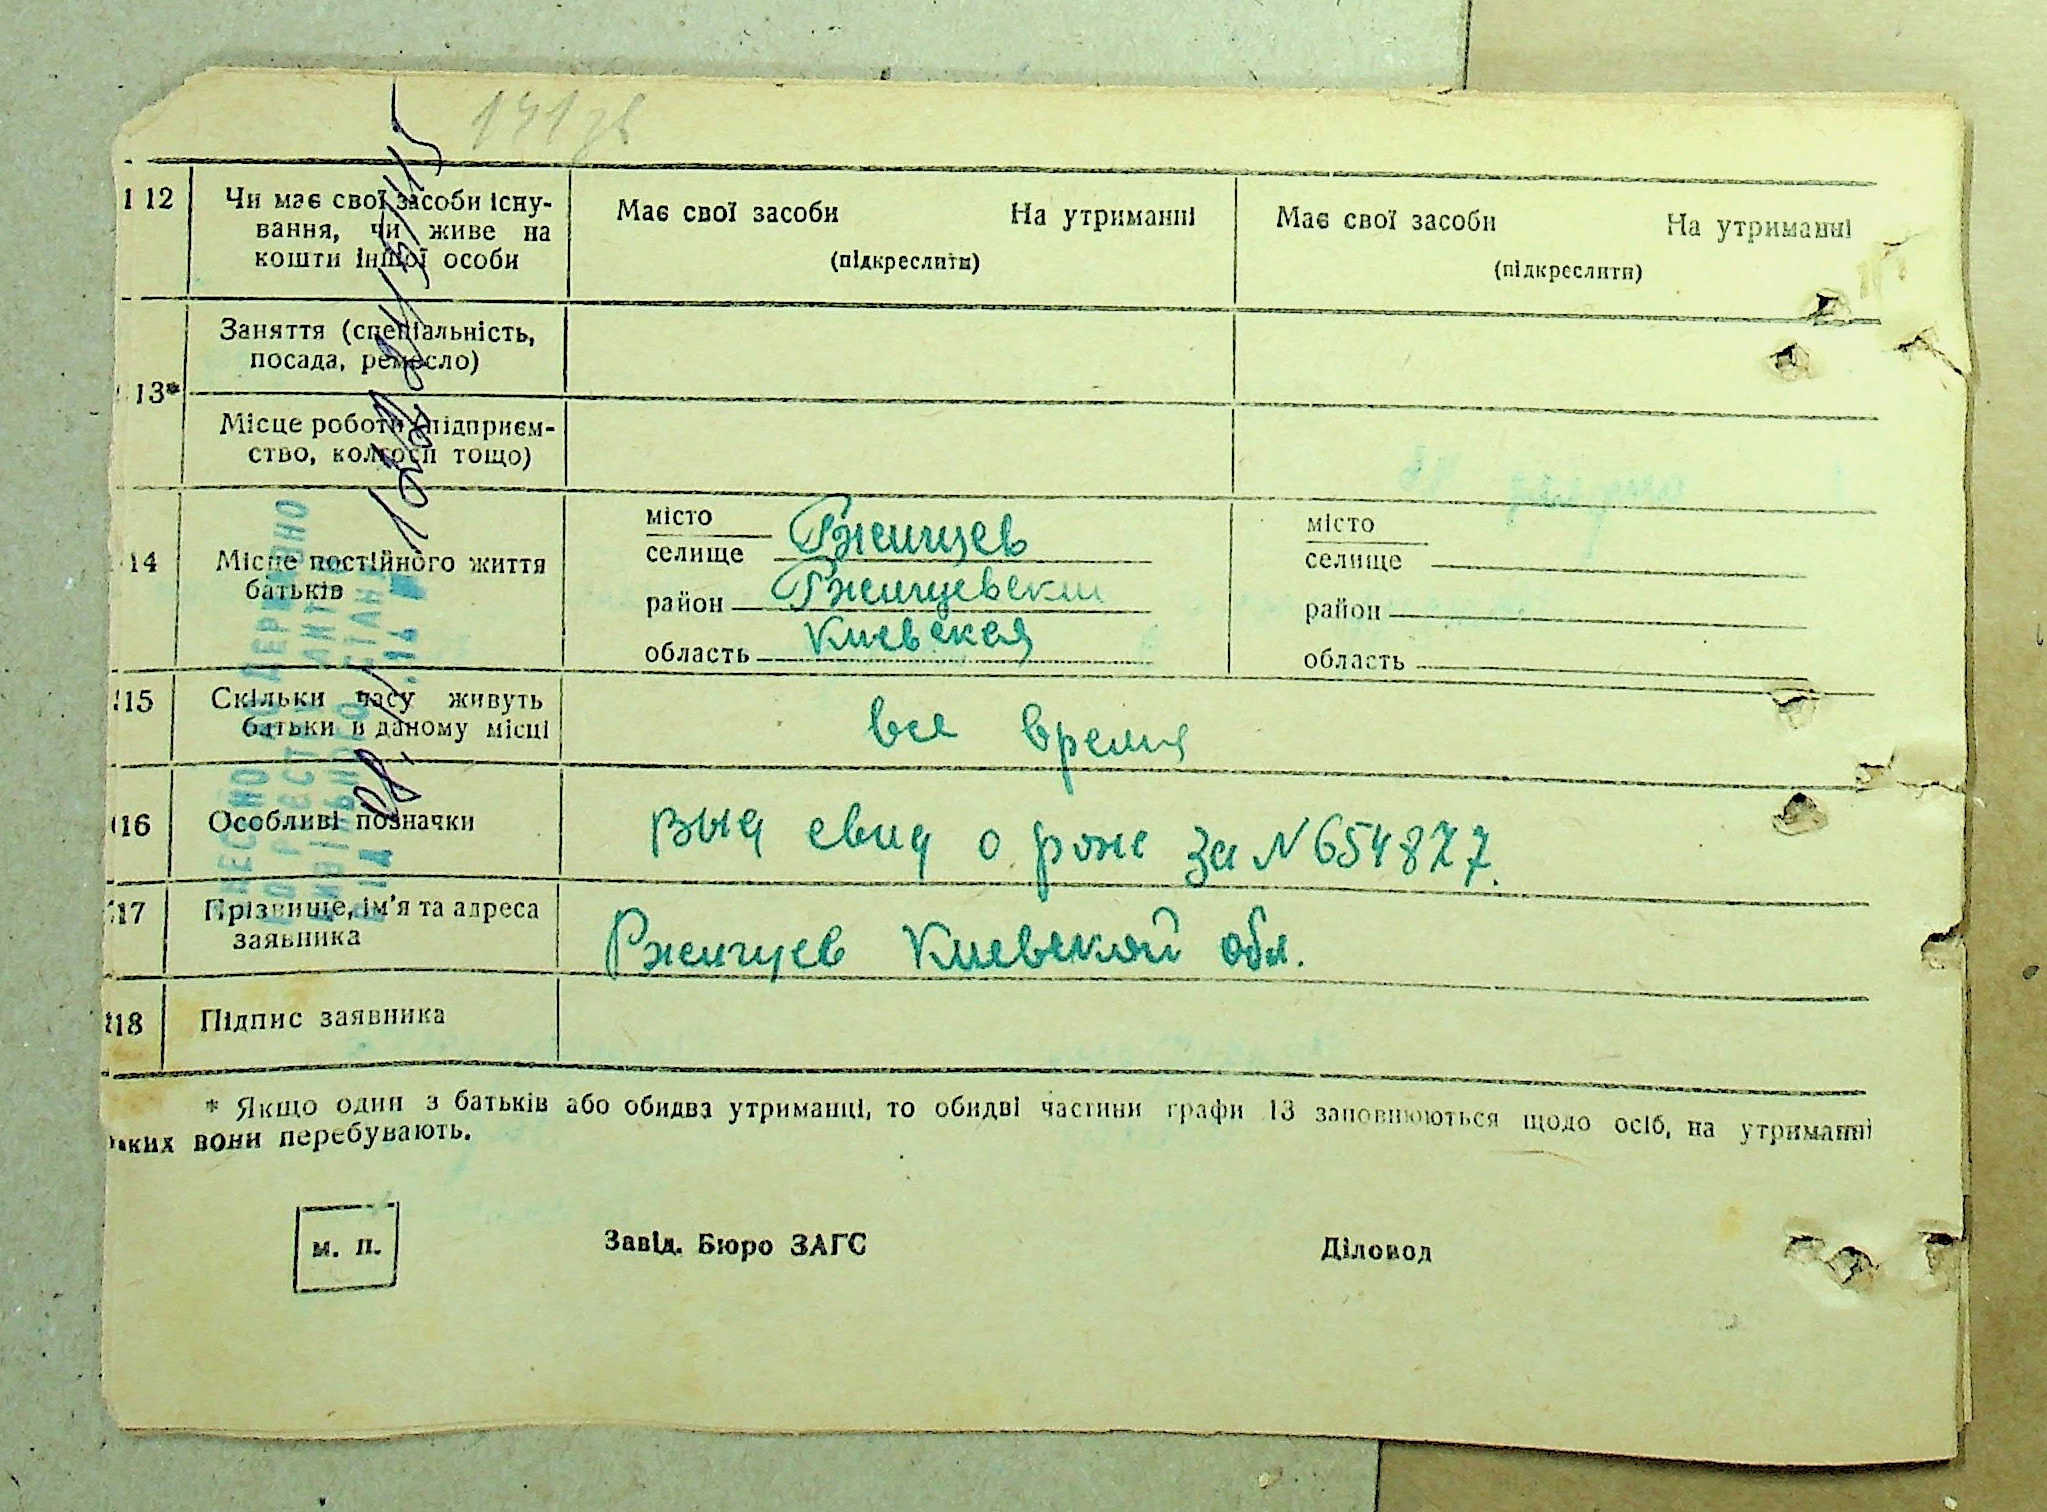 12 Чи має свої засоби існу- Має свої засоби На утриманні Має свої засоби На утриманні
вання, чи живе на
кошти іншої особи (підкреслити) (підкреслити)
Заняття (спеціальність,
посада, ремесло)
13*
Місце роботи (підприєм-
ство, колгосп тощо)
місто Ржищев місто
селище селище
14 Місце постійного життя
батьків
район Ржищевский район
область Киевская область
15 Скільки часу живуть
батьки в даному місці все время
16 Особливі позначки Выд свид о рож за N 654877.
17 Прізвище, ім'я та адреса
заявника Ржищев Киевской обл.
18 Підпис заявника
* Якщо один з батьків або обидва утриманці, то обидві частини графи 13 заповнюються щодо осіб, на утриманні
яких вони перебувають.
м. п. Завід. Бюро ЗАГС Діловод